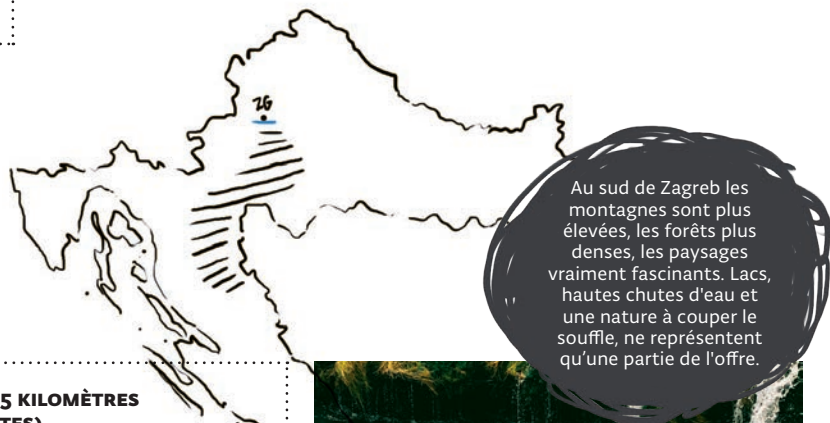 ZG
Au sud de Zagreb les
montagnes sont plus
élevées, les forêts plus
denses, les paysages
vraiment fascinants. Lacs,
hautes chutes d'eau et
une nature à couper le
souffle, ne représentent
qu’une partie de l'offre.
5 KILOMÈTRES